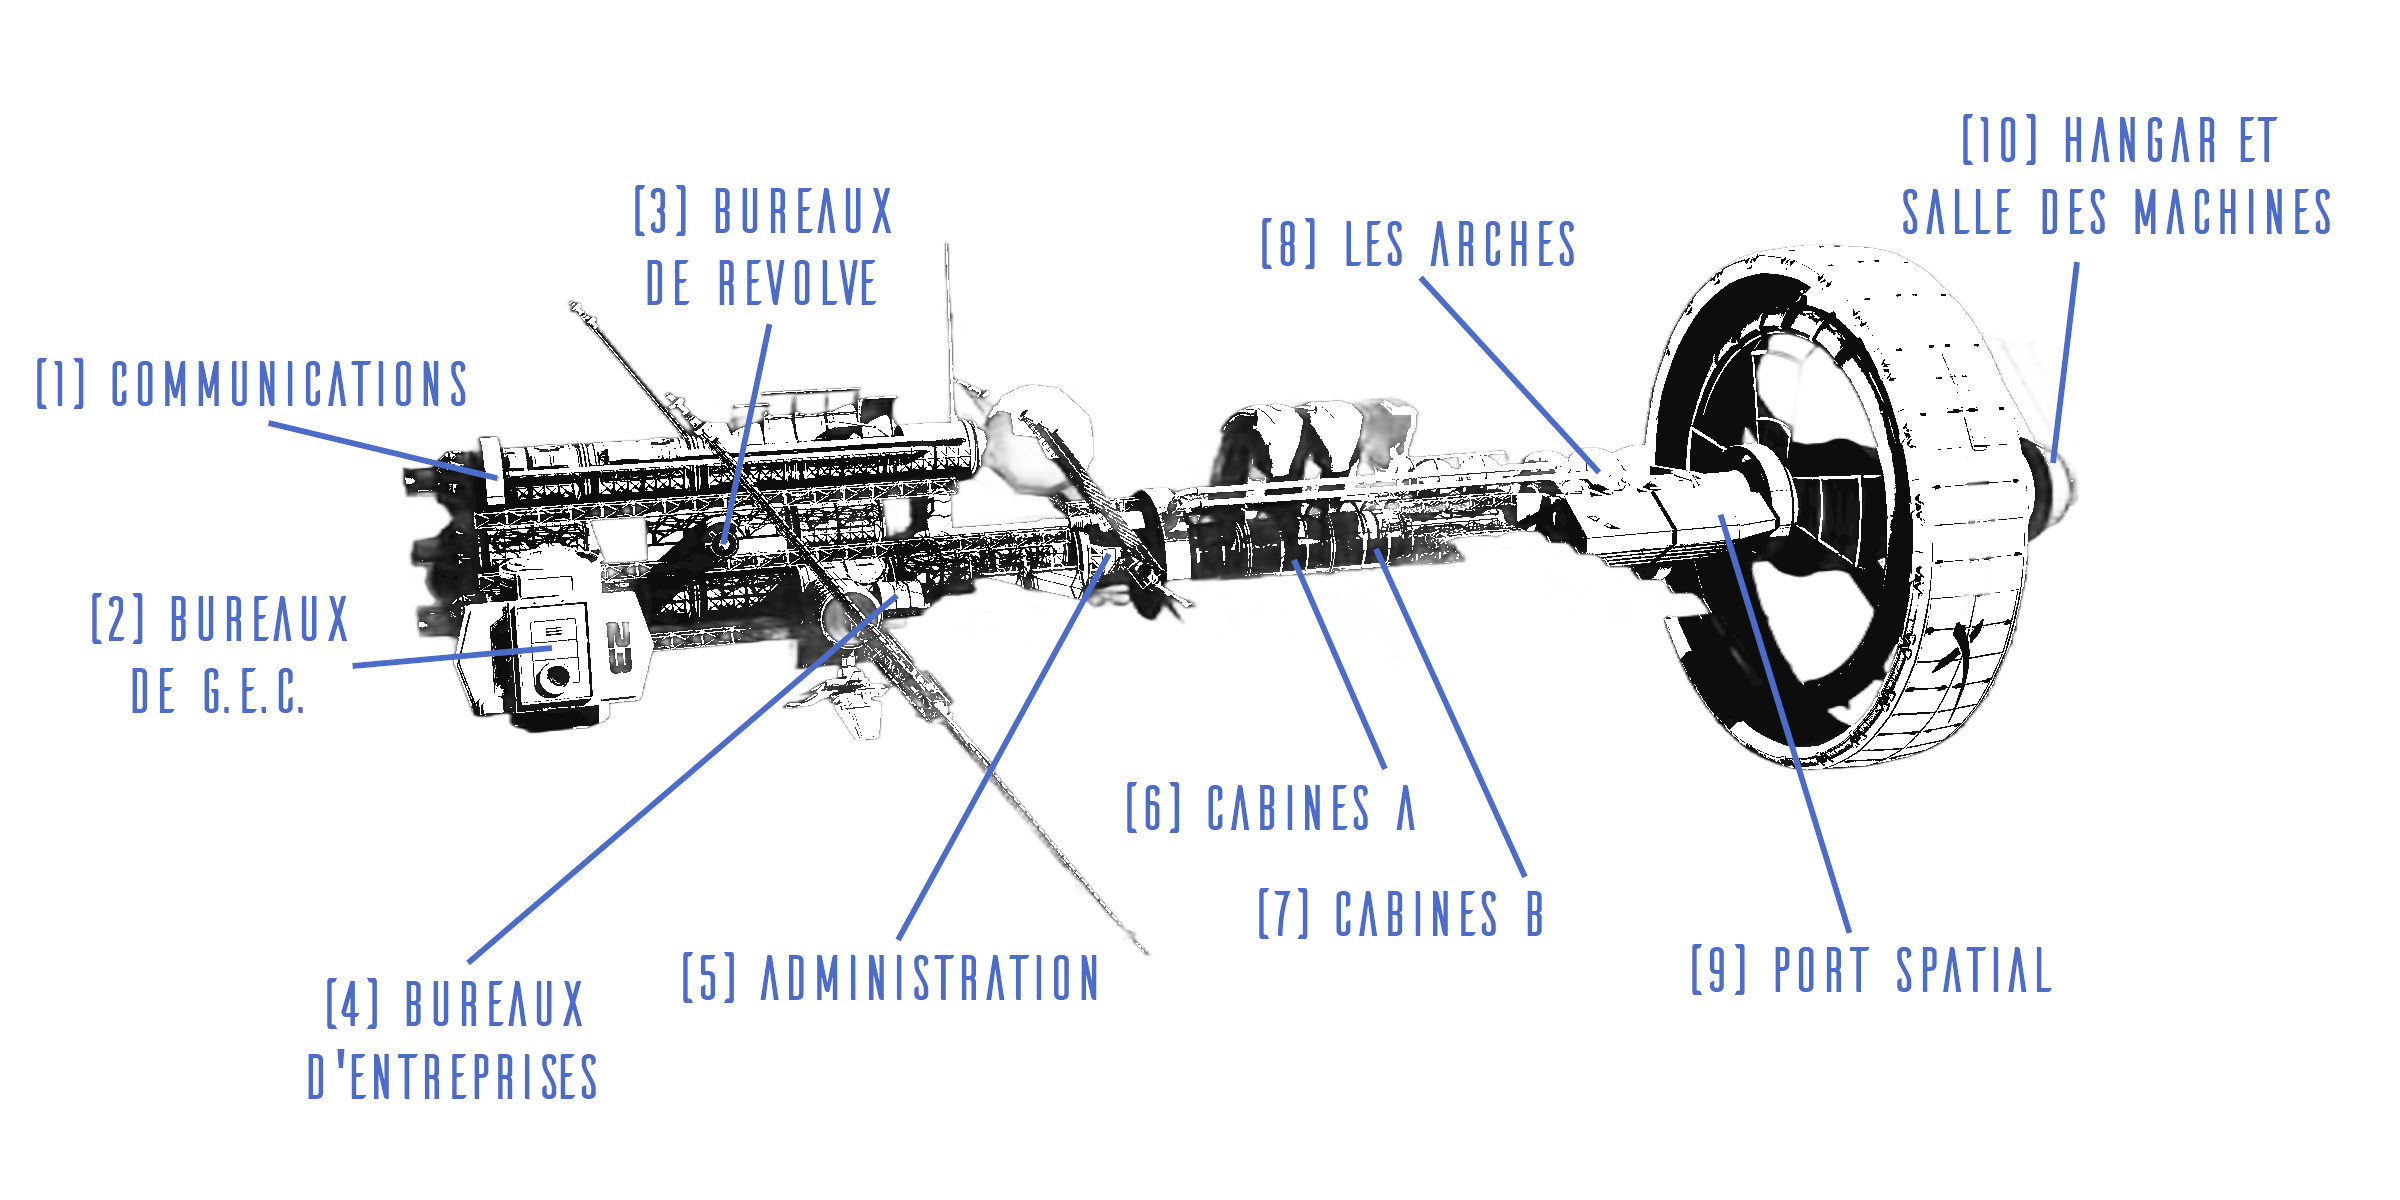 [1] COMMUNICATIONS
[2] BUREAUX
DE G.E.C.
[3] BUREAUX
DE REVOLVE
[4] BUREAUX
D'ENTREPRISES
[5] ADMINISTRATION
[6] CABINES A
[7] CABINES B
[8] LES ARCHES
[9] PORT SPATIAL
[10] HANGAR ET
SALLE DES MACHINES
23